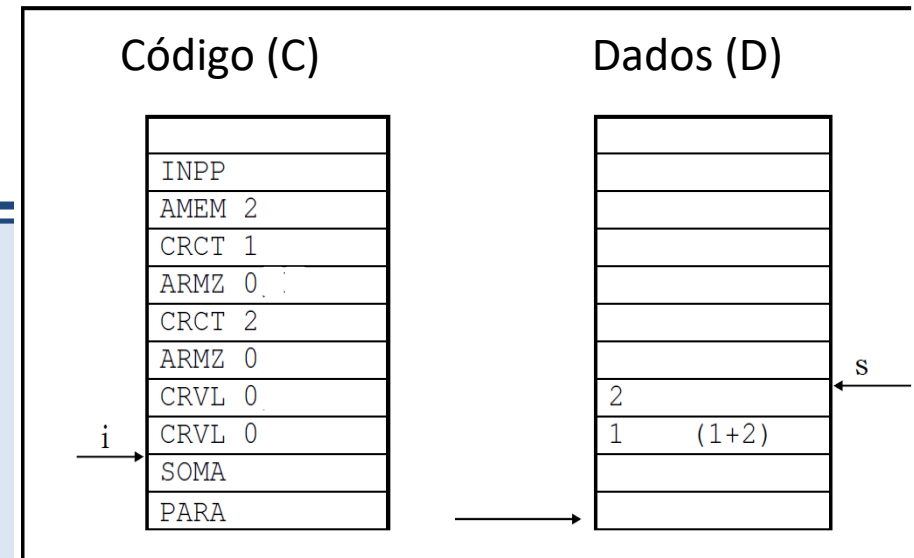 Código (C)
Dados (D)
INPP
AMEM 2
CRCT 1
ARMZ 0
CRCT 2
ARMZ 0
CRVL 0
CRVL 0
SOMA
PARA
i
2
1 (1+2)
s